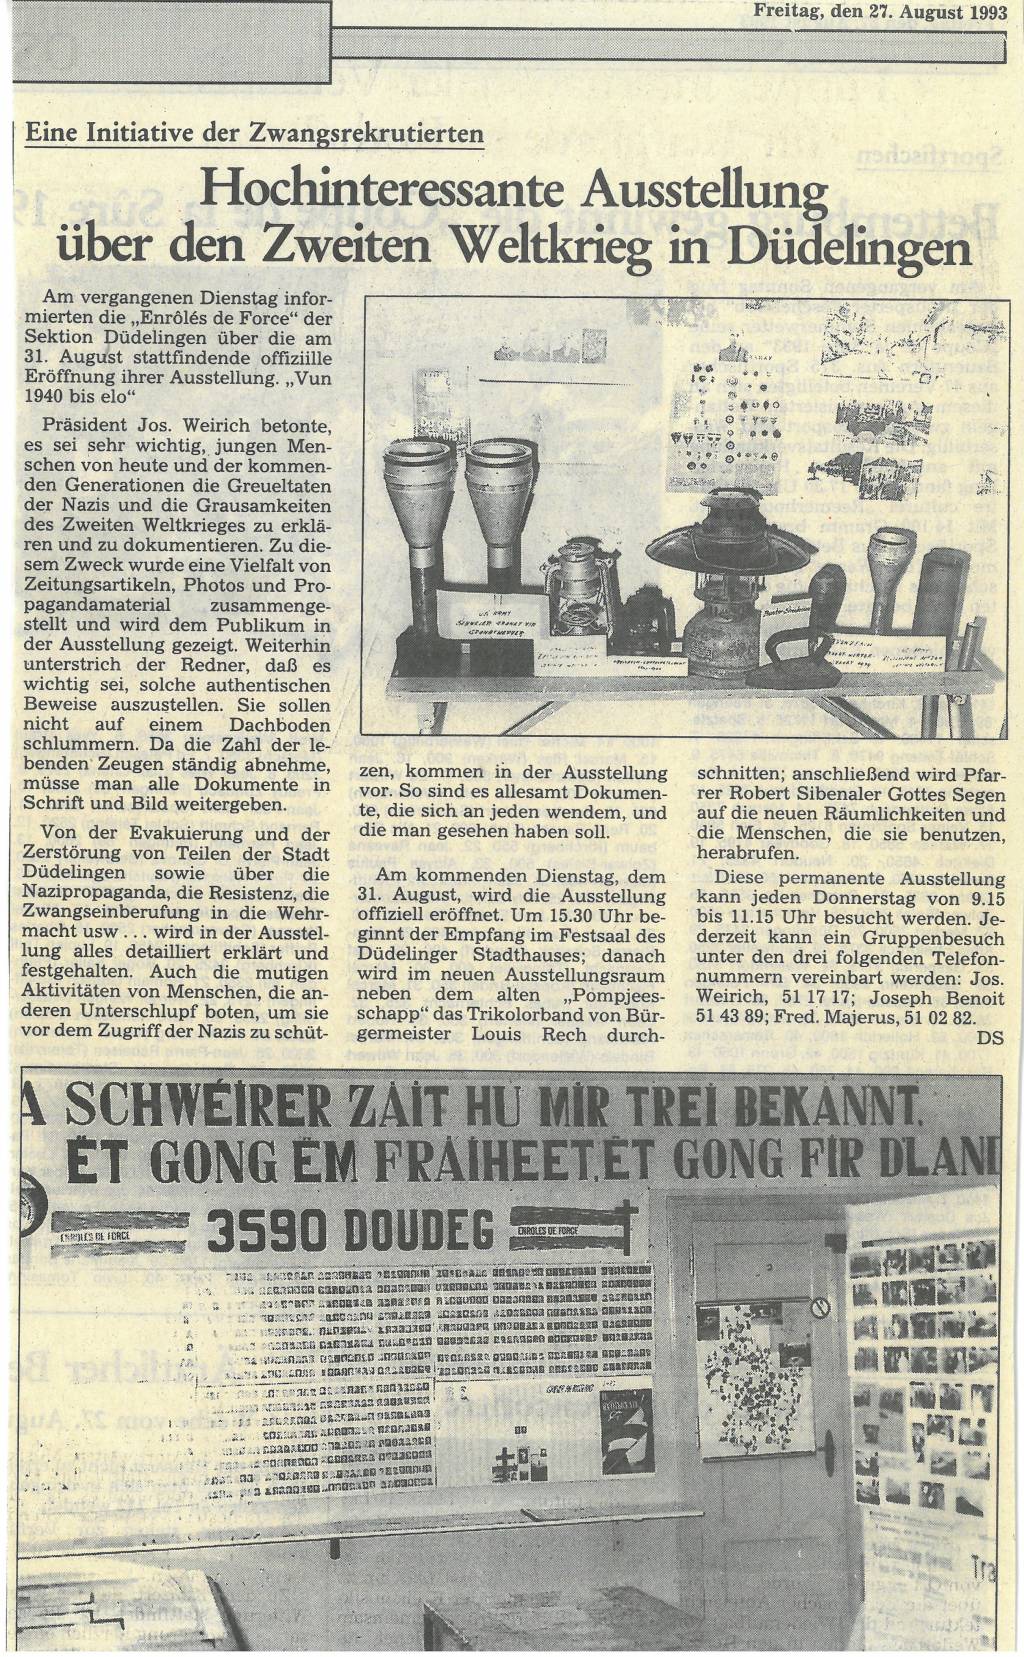 Freitag, den 27. August 1993
Eine Initiative der Zwangsrekrutierten
Hochinteressante Ausstellung
über den Zweiten Weltkrieg in Düdelingen
Am vergangenen Dienstag infor-
mierten die „Enrôlés de Force“ der
Sektion Düdelingen über die am
31. August stattfindende offiziille
Eröffnung ihrer Ausstellung. „Vun
1940 bis elo“
Präsident Jos. Weirich betonte,
es sei sehr wichtig, jungen Men-
schen von heute und der kommen-
den Generationen die Greueltaten
der Nazis und die Grausamkeiten
des Zweiten Weltkrieges zu erklä-
ren und zu dokumentieren. Zu die-
sem Zweck wurde eine Vielfalt von
Zeitungsartikeln, Photos und Pro-
pagandamaterial zusammenge-
stellt und wird dem Publikum in
der Ausstellung gezeigt. Weiterhin
unterstrich der Redner, daß es
wichtig sei, solche authentischen
Beweise auszustellen. Sie sollen
nicht auf einem Dachboden
schlummern. Da die Zahl der le-
benden Zeugen ständig abnehme,
müsse man alle Dokumente in
Schrift und Bild weitergeben.
Von der Evakuierung und der
Zerstörung von Teilen der Stadt
Düdelingen sowie über die
Nazipropaganda, die Resistenz, die
Zwangseinberufung in die Wehr-
macht usw... wird in der Ausstel-
lung alles detailliert erklärt und
festgehalten. Auch die mutigen
Aktivitäten von Menschen, die an-
deren Unterschlupf boten, um sie
vor dem Zugriff der Nazis zu schüt-
zen, kommen in der Ausstellung
vor. So sind es allesamt Dokumen-
te, die sich an jeden wendem, und
die man gesehen haben soll.
Am kommenden Dienstag, dem
31. August, wird die Ausstellung
offiziell eröffnet. Um 15.30 Uhr be-
ginnt der Empfang im Festsaal des
Düdelinger Stadthauses; danach
wird im neuen Ausstellungsraum
neben dem alten „Pompjees-
schapp“ das Trikolorband von Bür-
germeister Louis Rech durch-
schnitten; anschließend wird Pfar-
rer Robert Sibenaler Gottes Segen
auf die neuen Räumlichkeiten und
die Menschen, die sie benutzen,
herabrufen.
Diese permanente Ausstellung
kann jeden Donnerstag von 9.15
bis 11.15 Uhr besucht werden. Je-
derzeit kann ein Gruppenbesuch
unter den drei folgenden Telefon-
nummern vereinbart werden: Jos.
Weirich, 51 17 17; Joseph Benoit
51 43 89; Fred. Majerus, 51 02 82.
DS
U.S. ARMY
A SCHWÉIRER ZÄIT HU MIR TREI BEKANNT.
ËT GONG ËM FRÄIHEET, ËT GONG FIR D'LAND
ENROLES DE FORCE
3590 DOUDEG
ENROLES DE FORCE